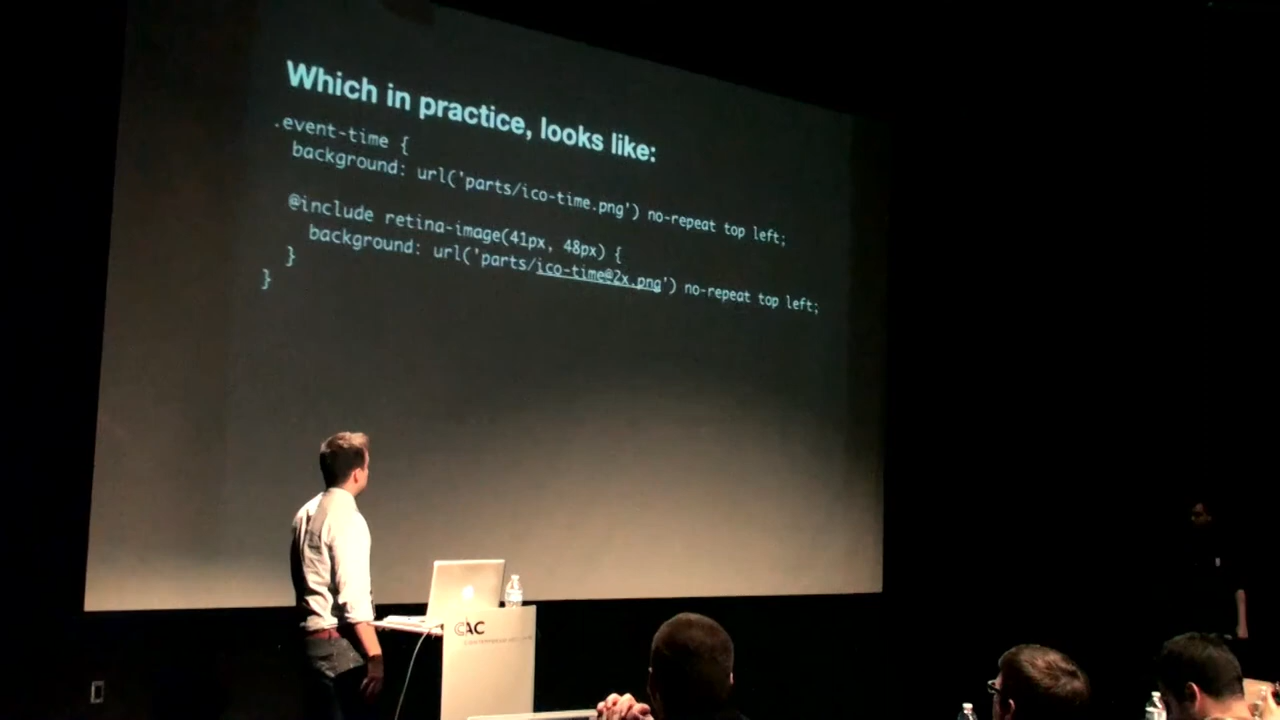 Which in practice, looks like:
.event-time {
background: url('parts/ico-time.png') no-repeat top left;
@include retina-image(41px, 48px) {
background: url('parts/ico-time@2x.png') no-repeat top left;
}
}
CAC